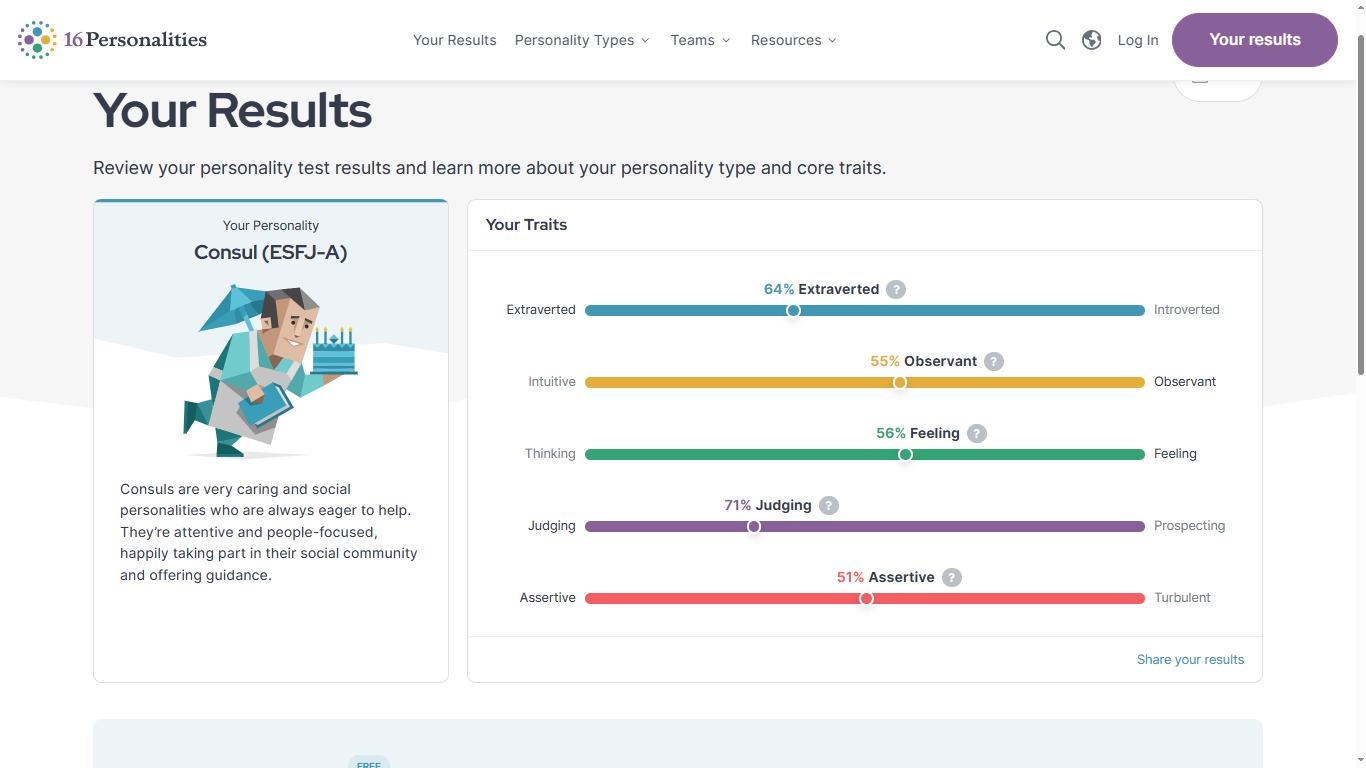 16Personalities
Your Results
Personality Types
Teams
Resources
Log In
Your results
Your Results
Review your personality test results and learn more about your personality type and core traits.
Your Personality
Consul (ESFJ-A)
Consuls are very caring and social
personalities who are always eager to help.
They’re attentive and people-focused,
happily taking part in their social community
and offering guidance.
Your Traits
64% Extraverted ?
Extraverted
Introverted
55% Observant ?
Intuitive
Observant
56% Feeling ?
Thinking
Feeling
71% Judging ?
Judging
Prospecting
51% Assertive ?
Assertive
Turbulent
Share your results
FREE